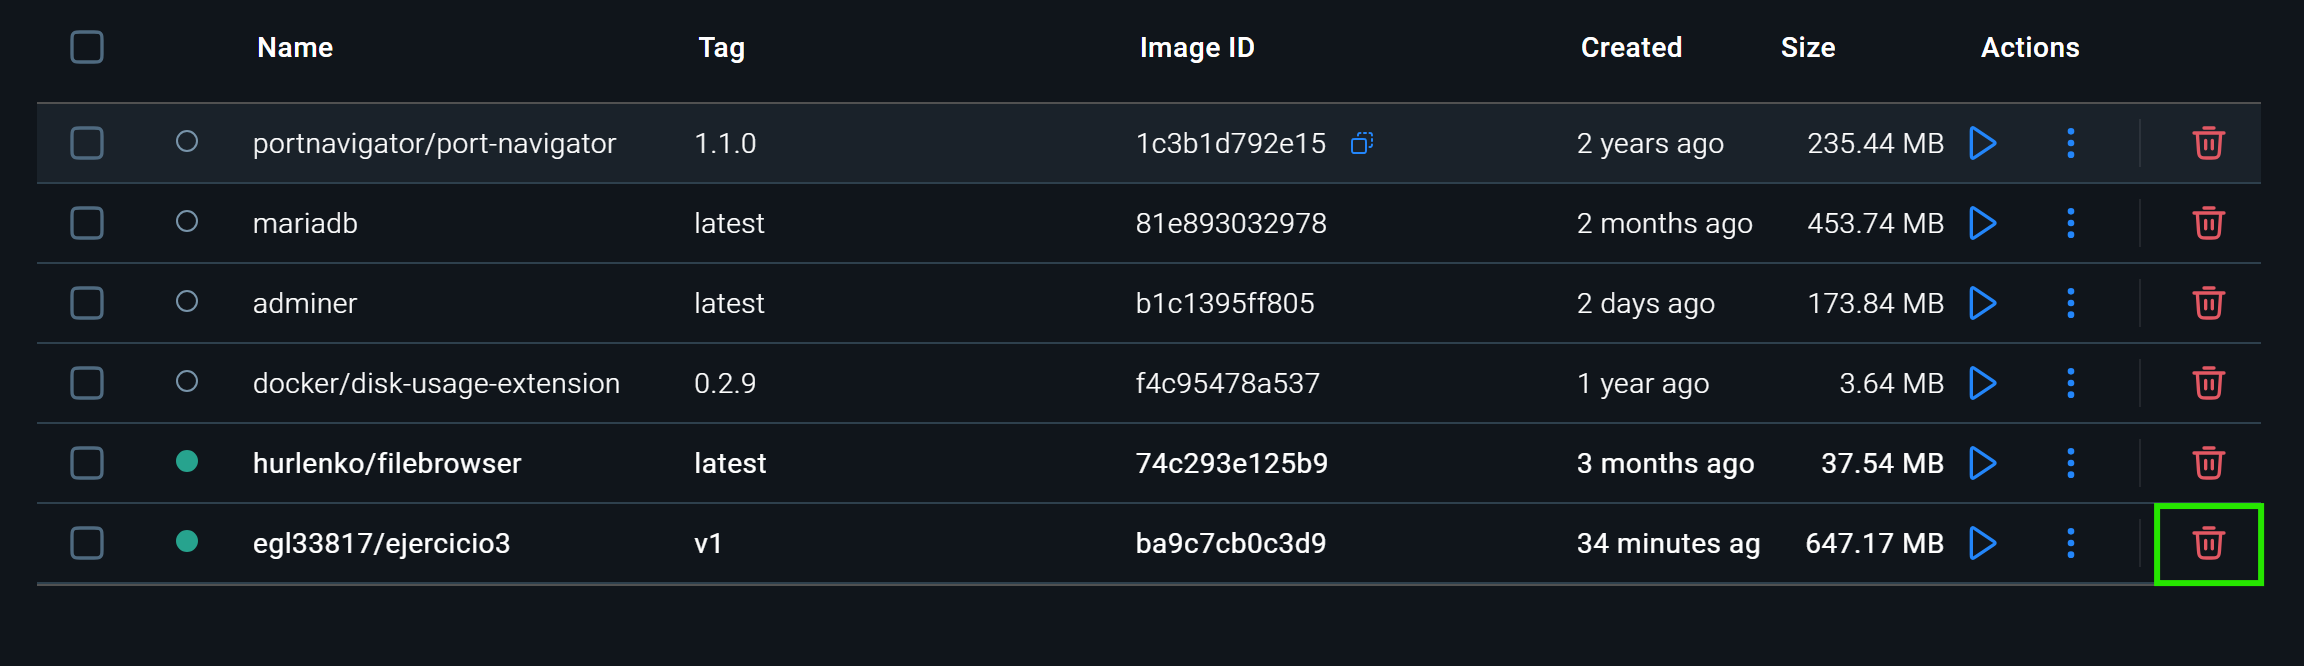 Name Tag Image ID Created Size Actions
portnavigator/port-navigator 1.1.0 1c3b1d792e15 2 years ago 235.44 MB
mariadb latest 81e893032978 2 months ago 453.74 MB
adminer latest b1c1395ff805 2 days ago 173.84 MB
docker/disk-usage-extension 0.2.9 f4c95478a537 1 year ago 3.64 MB
hurlenko/filebrowser latest 74c293e125b9 3 months ago 37.54 MB
egl33817/ejercicio3 v1 ba9c7cb0c3d9 34 minutes ag 647.17 MB